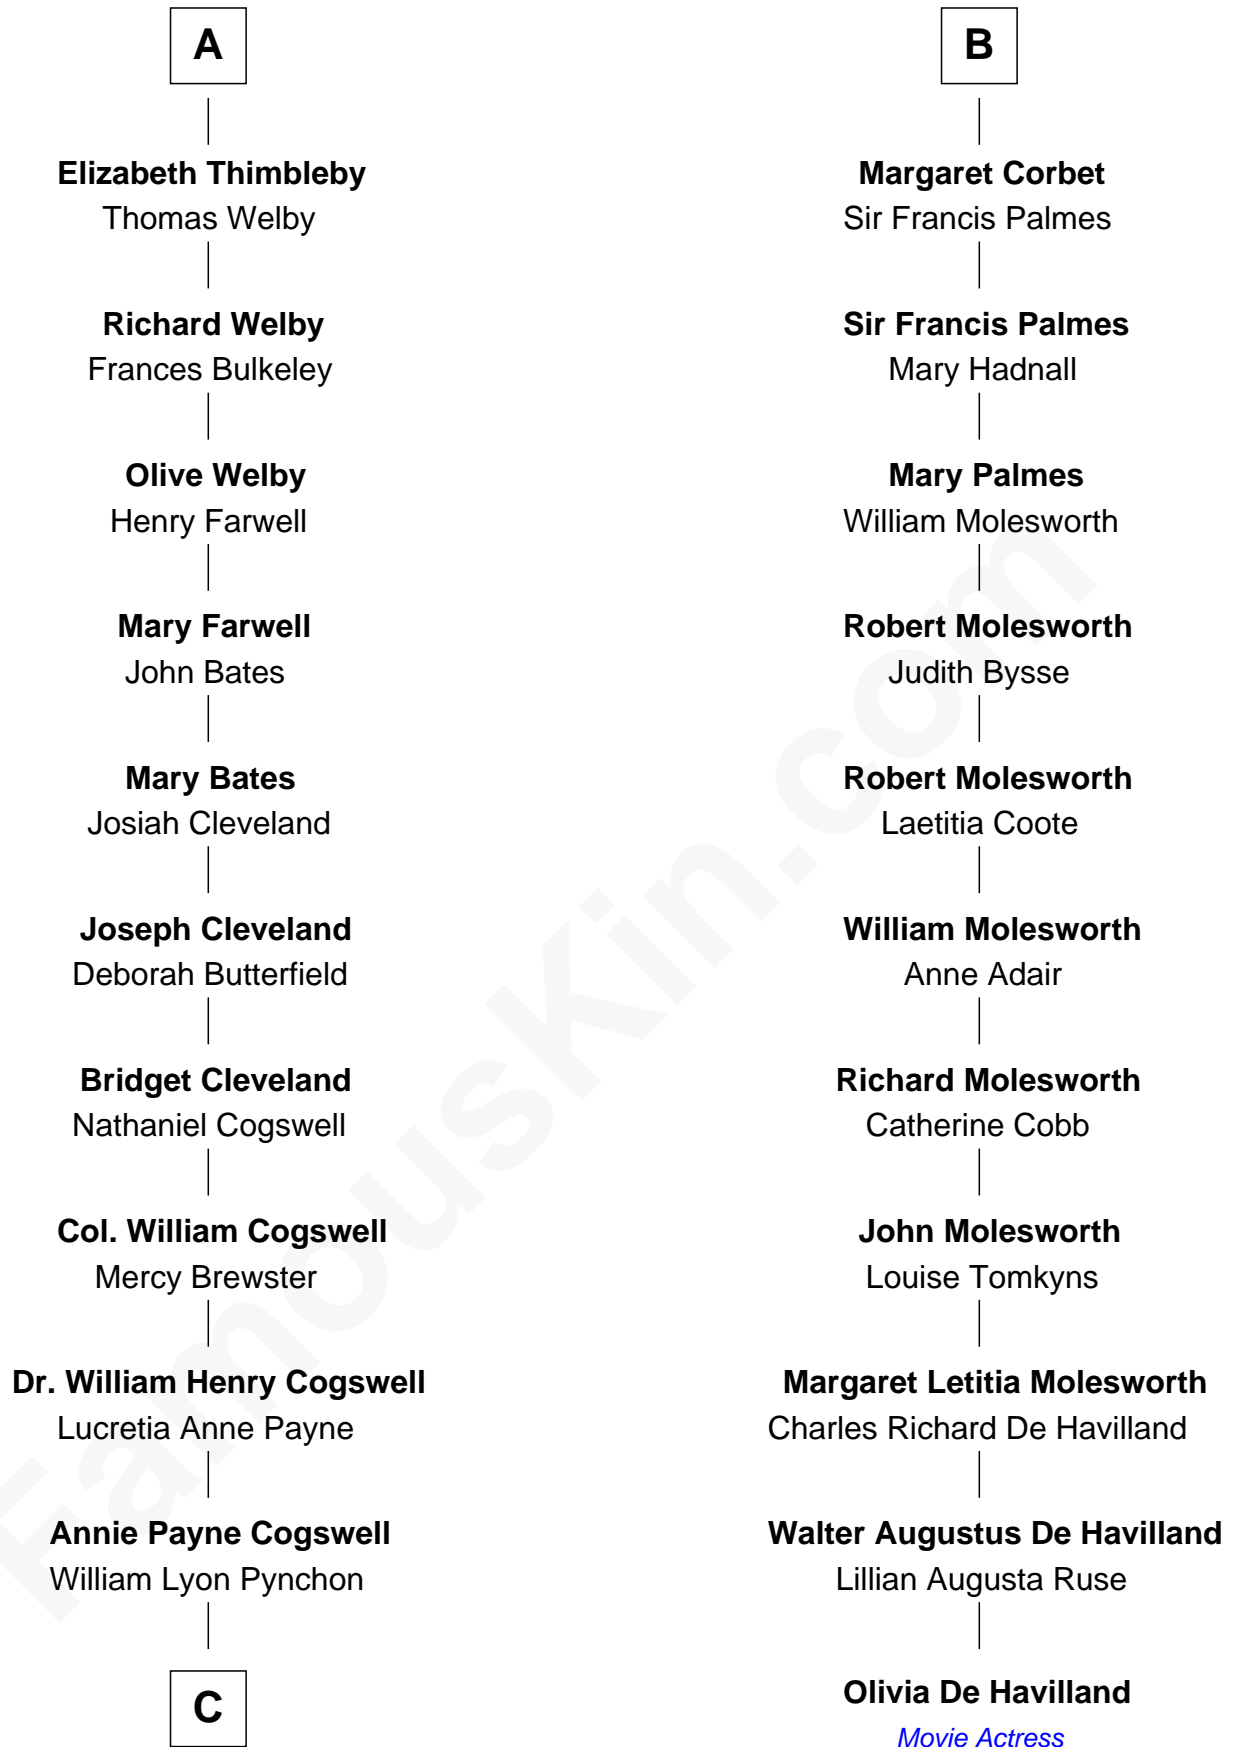 A
Elizabeth Thimbleby
Thomas Welby
Richard Welby
Frances Bulkeley
Olive Welby
Henry Farwell
Mary Farwell
John Bates
Mary Bates
Josiah Cleveland
Joseph Cleveland
Deborah Butterfield
Bridget Cleveland
Nathaniel Cogswell
Col. William Cogswell
Mercy Brewster
Dr. William Henry Cogswell
Lucretia Anne Payne
Annie Payne Cogswell
William Lyon Pynchon
C
B
Margaret Corbet
Sir Francis Palmes
Sir Francis Palmes
Mary Hadnall
Mary Palmes
William Molesworth
Robert Molesworth
Judith Bysse
Robert Molesworth
Laetitia Coote
William Molesworth
Anne Adair
Richard Molesworth
Catherine Cobb
John Molesworth
Louise Tomkyns
Margaret Letitia Molesworth
Charles Richard De Havilland
Walter Augustus De Havilland
Lillian Augusta Ruse
Olivia De Havilland
Movie Actress
FamousKin.com